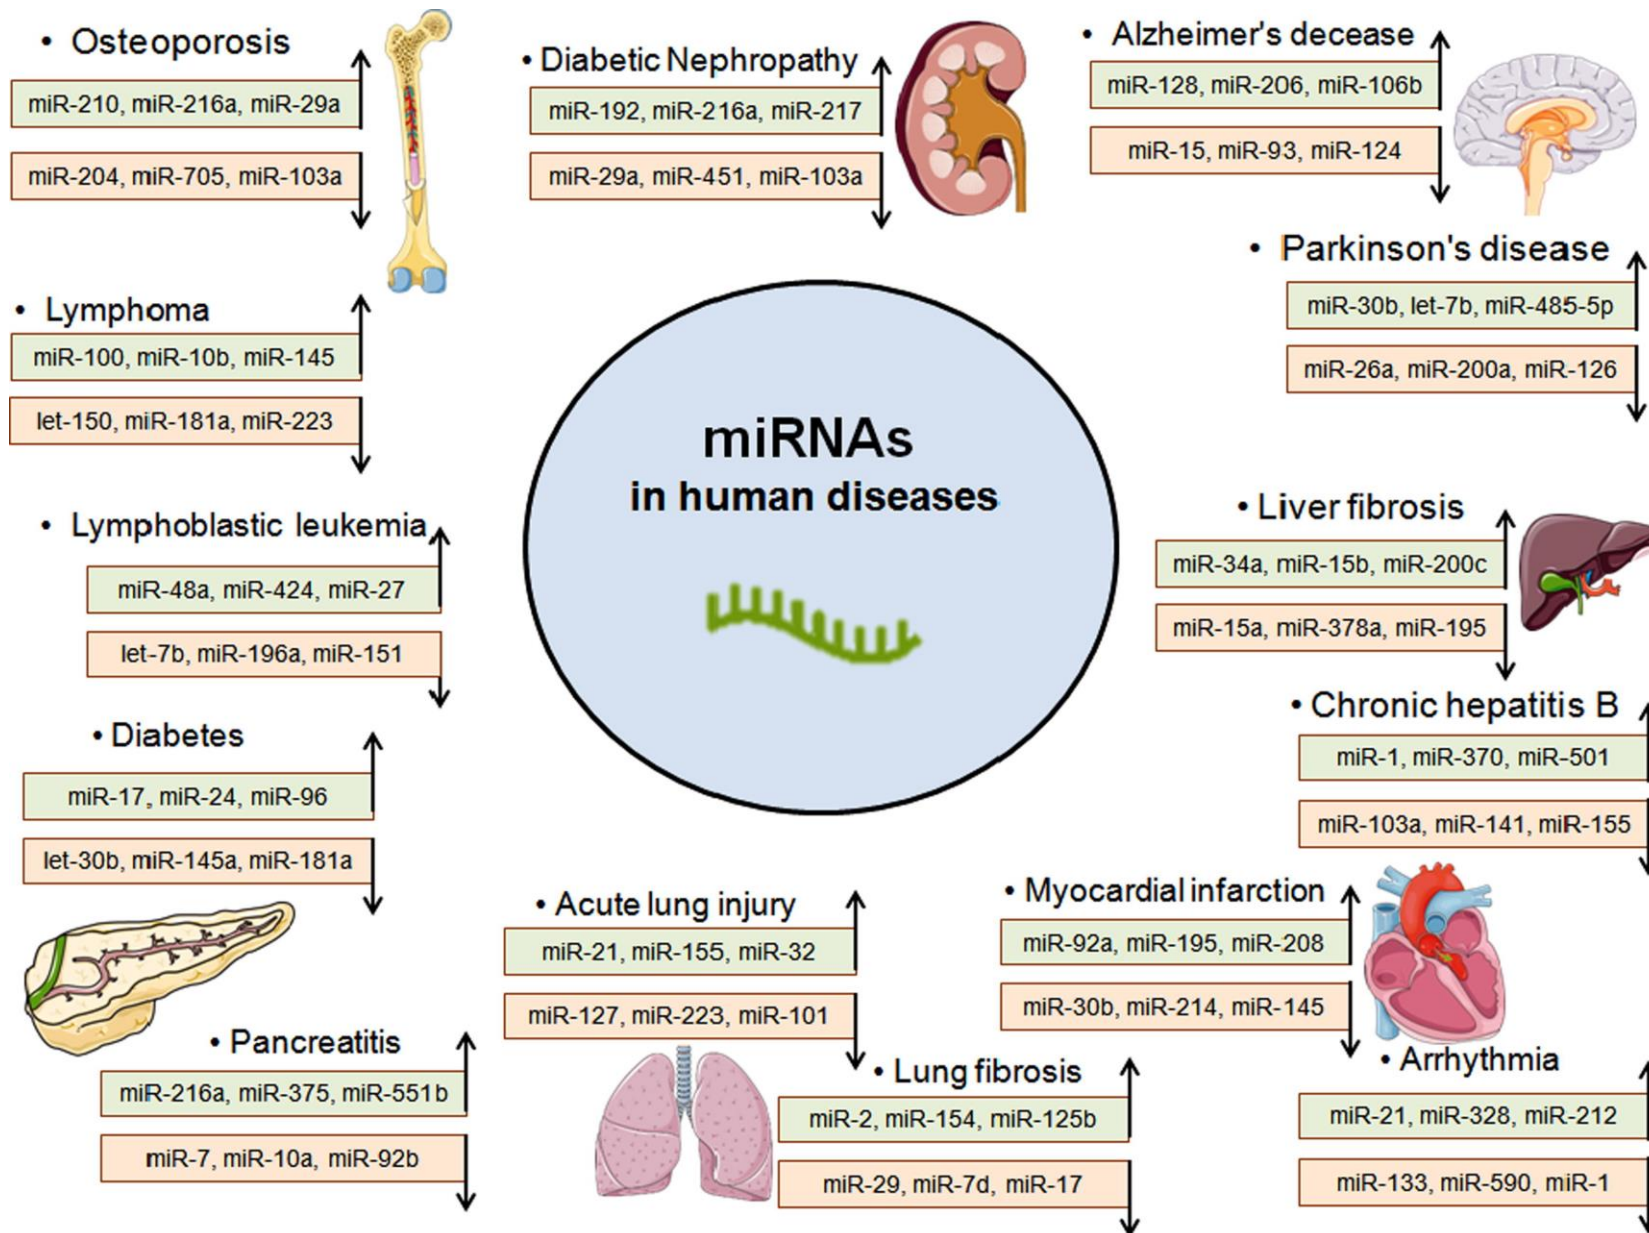 • Osteoporosis
miR-210, miR-216a, miR-29a
miR-204, miR-705, miR-103a
• Diabetic Nephropathy
miR-192, miR-216a, miR-217
miR-29a, miR-451, miR-103a
• Alzheimer's decease
miR-128, miR-206, miR-106b
miR-15, miR-93, miR-124
• Parkinson's disease
miR-30b, let-7b, miR-485-5p
miR-26a, miR-200a, miR-126
• Lymphoma
miR-100, miR-10b, miR-145
let-150, miR-181a, miR-223
miRNAs
in human diseases
• Lymphoblastic leukemia
miR-48a, miR-424, miR-27
let-7b, miR-196a, miR-151
• Liver fibrosis
miR-34a, miR-15b, miR-200c
miR-15a, miR-378a, miR-195
• Chronic hepatitis B
miR-1, miR-370, miR-501
miR-103a, miR-141, miR-155
• Diabetes
miR-17, miR-24, miR-96
let-30b, miR-145a, miR-181a
• Acute lung injury
miR-21, miR-155, miR-32
miR-127, miR-223, miR-101
• Myocardial infarction
miR-92a, miR-195, miR-208
miR-30b, miR-214, miR-145
• Pancreatitis
miR-216a, miR-375, miR-551b
miR-7, miR-10a, miR-92b
• Lung fibrosis
miR-2, miR-154, miR-125b
miR-29, miR-7d, miR-17
• Arrhythmia
miR-21, miR-328, miR-212
miR-133, miR-590, miR-1